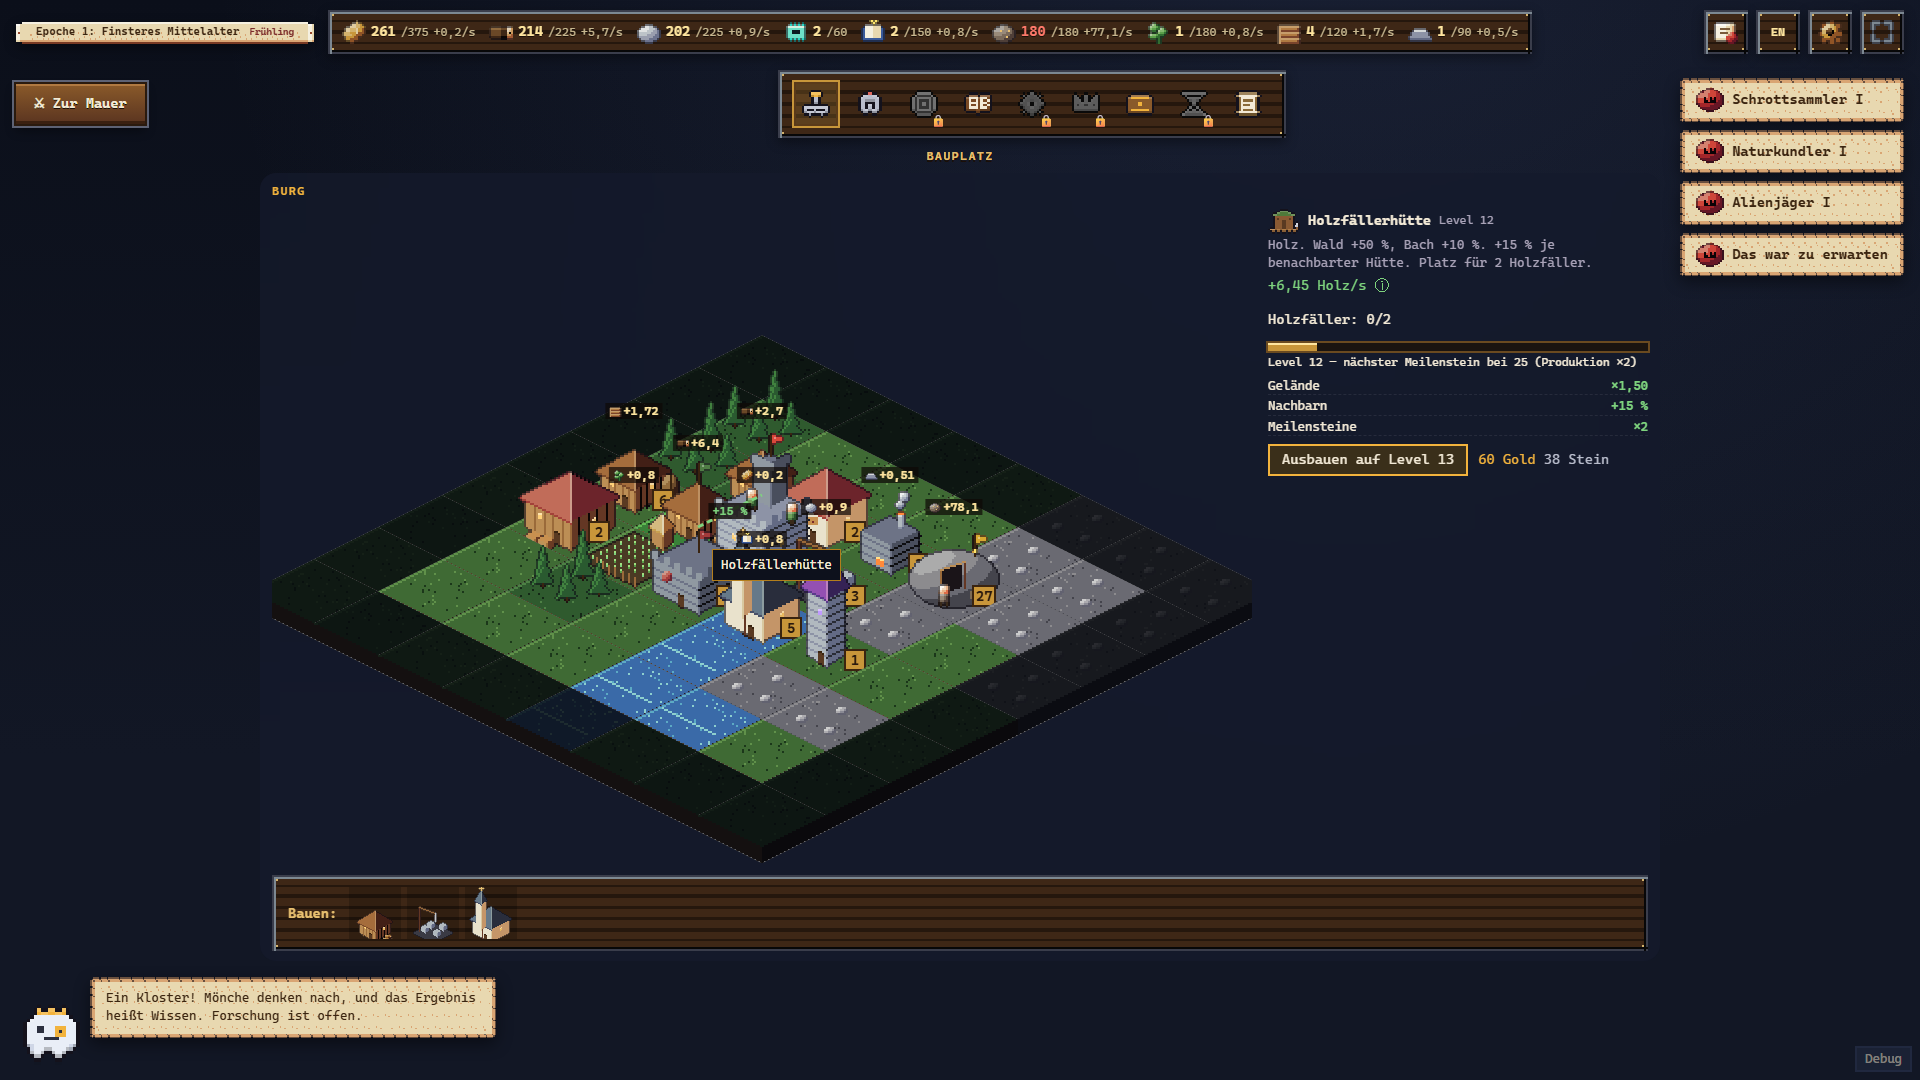 Epoche 1: Finsteres Mittelalter Frühling
261 /375 +0,2/s 214 /225 +5,7/s 202 /225 +0,9/s 2 /60 2 /150 +0,8/s 180 /180 +77,1/s 1 /180 +0,8/s 4 /120 +1,7/s 1 /90 +0,5/s
EN
Zur Mauer
BAUPLATZ
BURG
Schrottsammler I
Naturkundler I
Alienjäger I
Das war zu erwarten
Holzfällerhütte Level 12
Holz. Wald +50 %, Bach +10 %. +15 % je
benachbarter Hütte. Platz für 2 Holzfäller.
+6,45 Holz/s
Holzfäller: 0/2
Level 12 – nächster Meilenstein bei 25 (Produktion ×2)
Gelände ×1,50
Nachbarn +15 %
Meilensteine ×2
Ausbauen auf Level 13 60 Gold 38 Stein
+1,72 +2,7
+6,4
+0,8 +0,2 +0,51
6
+15 % +0,9 +78,1
2 2
+0,8
Holzfällerhütte
3 27
5
1
Bauen:
Ein Kloster! Mönche denken nach, und das Ergebnis
heißt Wissen. Forschung ist offen.
Debug